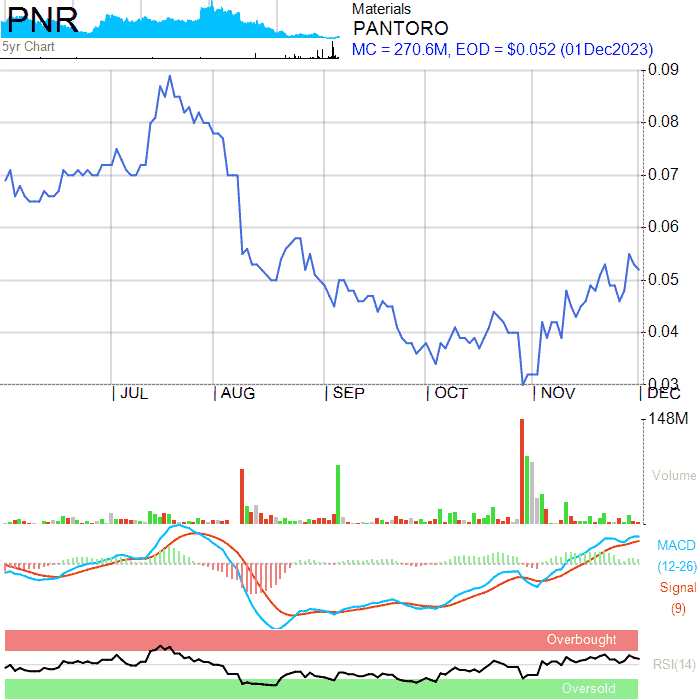 PNR
5yr Chart
Materials
PANTORO
MC = 270.6M, EOD = $0.052 (01Dec2023)
0.09
0.08
0.07
0.06
0.05
0.04
0.03
JUL AUG SEP OCT NOV DEC
148M
Volume
MACD
(12-26)
Signal
(9)
Overbought
RSI(14)
Oversold